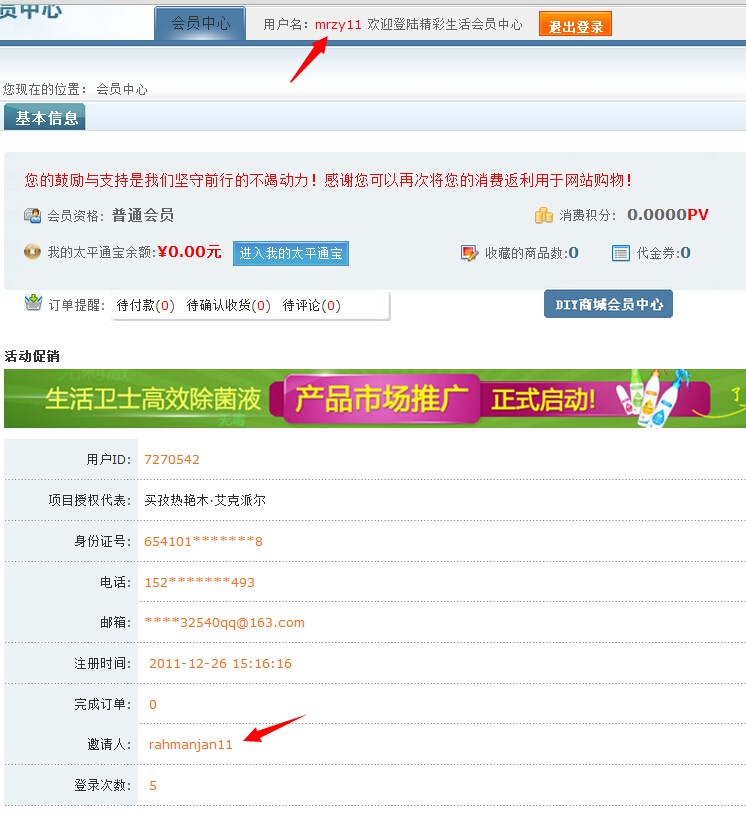 员中心
会员中心 用户名：mrzy11 欢迎登陆精彩生活会员中心 退出登录
您现在的位置： 会员中心
基本信息
您的鼓励与支持是我们坚守前行的不竭动力！感谢您可以再次将您的消费返利用于网站购物！
会员资格：普通会员 消费积分： 0.0000PV
我的太平通宝余额:¥0.00元 进入我的太平通宝 收藏的商品数:0 代金券:0
订单提醒： 待付款(0) 待确认收货(0) 待评论(0) DIY商城会员中心
活动促销
生活卫士高效除菌液 产品市场推广 正式启动!
用户ID: 7270542
项目授权代表: 买孜热艳木·艾克派尔
身份证号: 654101*******8
电话: 152*******493
邮箱: ****32540qq@163.com
注册时间: 2011-12-26 15:16:16
完成订单: 0
邀请人: rahmanjan11
登录次数: 5